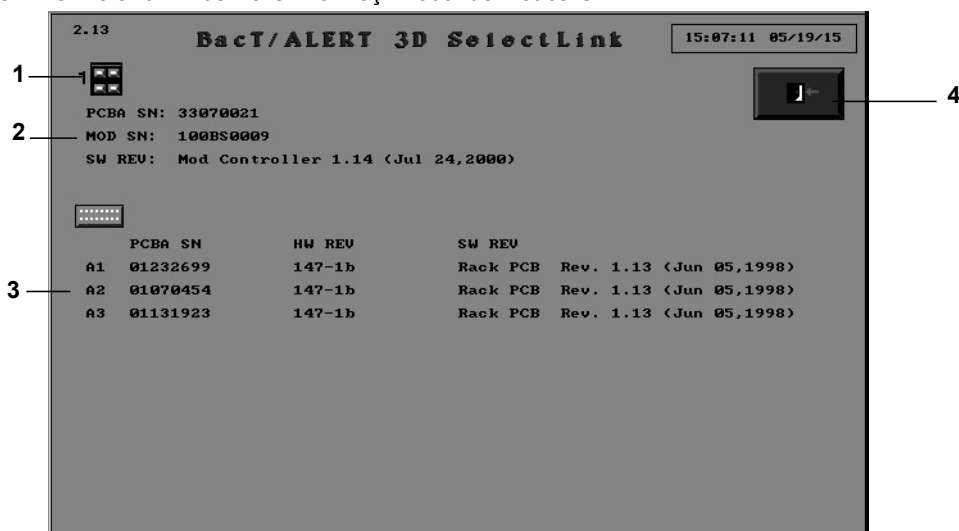 2.13
BacT/ALERT 3D SelectLink
15:07:11 05/19/15
1
1
4
PCBA SN: 33070021
2
MOD SN: 100BS0009
SW REV: Mod Controller 1.14 (Jul 24,2000)
PCBA SN HW REV SW REV
A1 01232699 147-1b Rack PCB Rev. 1.13 (Jun 05,1998)
3
A2 01070454 147-1b Rack PCB Rev. 1.13 (Jun 05,1998)
A3 01131923 147-1b Rack PCB Rev. 1.13 (Jun 05,1998)